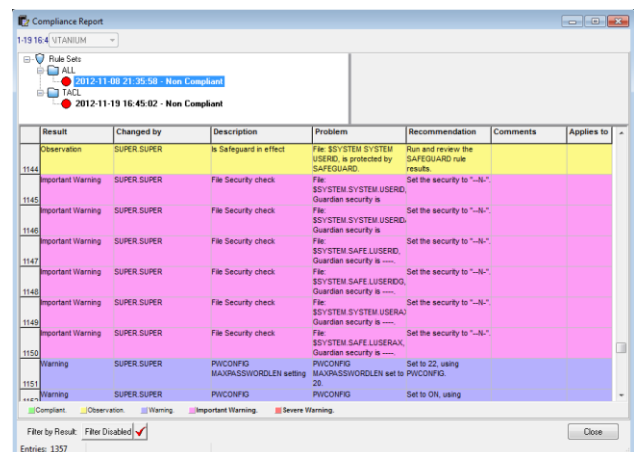 Compliance Report
1-19 16:4 \ITANIUM
Rule Sets
ALL
2012-11-08 21:35:58 - Non Compliant
TACL
2012-11-19 16:45:02 - Non Compliant
Result Changed by Description Problem Recommendation Comments Applies to
Observation SUPER.SUPER Is Safeguard in effect File: $SYSTEM SYSTEM Run and review the
USERID, is protected by SAFEGUARD rule
1144 SAFEGUARD. results.
Important Warning SUPER.SUPER File Security check File: Set the security to "--N-".
$SYSTEM.SYSTEM.USERID,
1145 Guardian security is
Important Warning SUPER.SUPER File Security check File: Set the security to "--N-".
$SYSTEM.SYSTEM.USERID
1146 Guardian security is
Important Warning SUPER.SUPER File Security check File: Set the security to "--N-".
$SYSTEM.SAFE.LUSERID,
1147 Guardian security is ----.
Important Warning SUPER.SUPER File Security check File: Set the security to "--N-".
$SYSTEM.SAFE.LUSERIDG,
1148 Guardian security is ----.
Important Warning SUPER.SUPER File Security check File: Set the security to "--N-".
$SYSTEM.SYSTEM.USERAX
1149 Guardian security is ----.
Important Warning SUPER.SUPER File Security check File: Set the security to "--N-".
$SYSTEM.SAFE.LUSERAX,
1150 Guardian security is ----.
Warning SUPER.SUPER PWCONFIG PWCONFIG Set to 22, using
MAXPASSWORDLEN setting MAXPASSWORDLEN set to PWCONFIG.
1151 20.
Warning SUPER.SUPER PWCONFIG PWCONFIG Set to ON, using
Compliant. Observation. Warning. Important Warning. Severe Warning.
Filter by Result: Filter Disabled Close
Entries: 1357